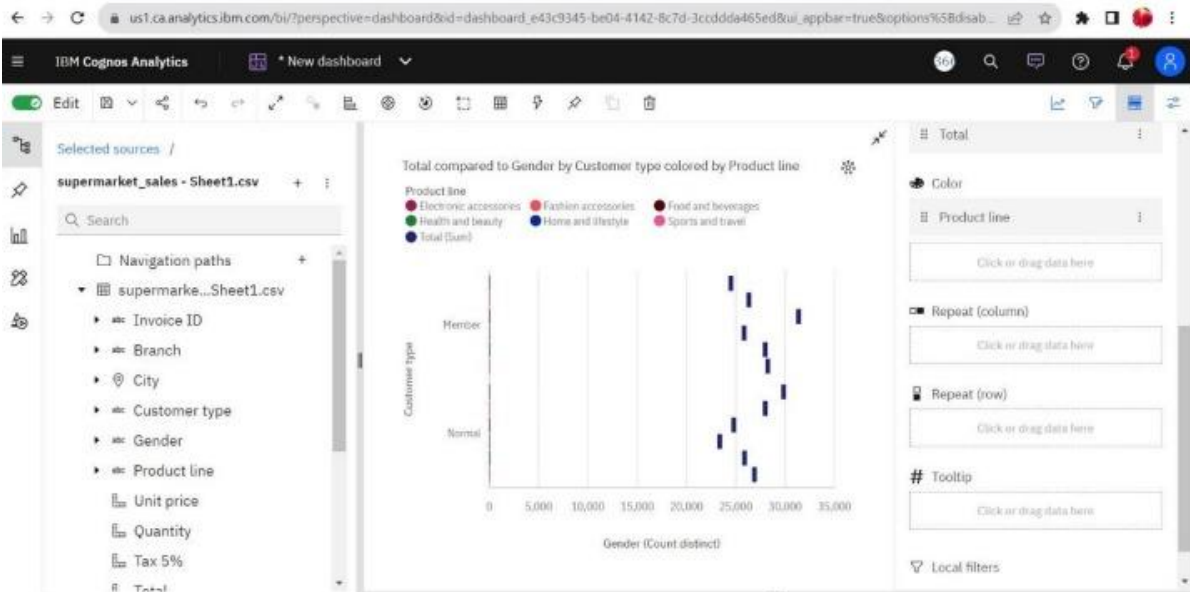 us1.ca.analytics.ibm.com/bi/?perspective=dashboard&id=dashboard_e43c9345-be04-4142-8c7d-3ccddda465ed&ui_appbar=true&options%5Bdisab...
IBM Cognos Analytics
* New dashboard
Edit
Selected sources /
supermarket_sales - Sheet1.csv
Search
Navigation paths
supermarke...Sheet1.csv
abc Invoice ID
abc Branch
City
abc Customer type
abc Gender
abc Product line
Unit price
Quantity
Tax 5%
Total
Total compared to Gender by Customer type colored by Product line
Product line
Electronic accessories Fashion accessories Food and beverages
Health and beauty Home and lifestyle Sports and travel
Total (Sum)
Customer type
Member
Normal
0 5,000 10,000 15,000 20,000 25,000 30,000 35,000
Gender (Count distinct)
Total
Color
Product line
Click or drag data here
Repeat (column)
Click or drag data here
Repeat (row)
Click or drag data here
# Tooltip
Click or drag data here
Local filters